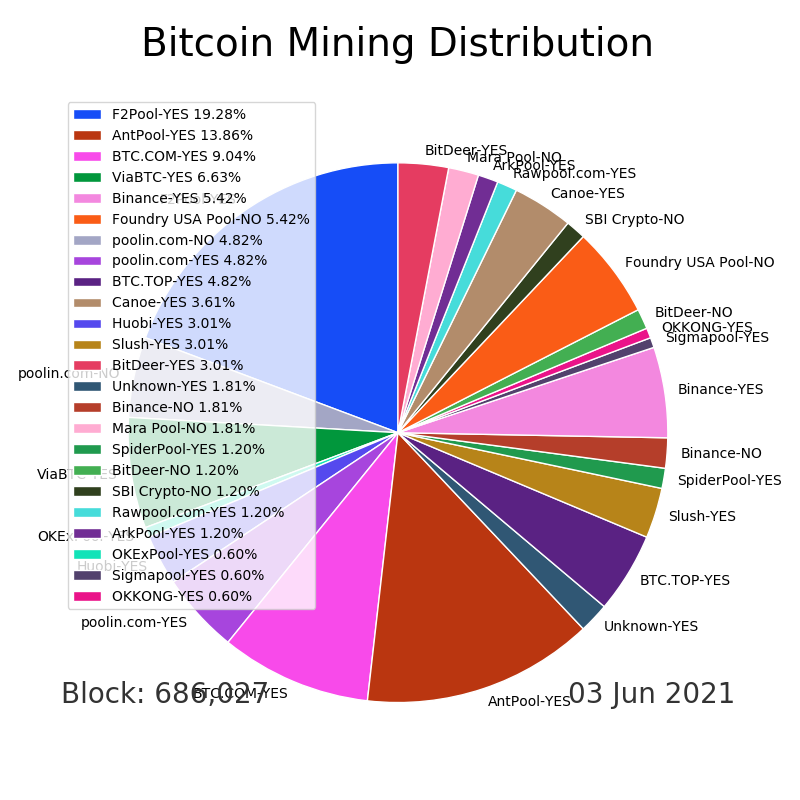 Bitcoin Mining Distribution
F2Pool-YES 19.28%
AntPool-YES 13.86%
BTC.COM-YES 9.04%
ViaBTC-YES 6.63%
Binance-YES 5.42%
Foundry USA Pool-NO 5.42%
poolin.com-NO 4.82%
poolin.com-YES 4.82%
BTC.TOP-YES 4.82%
Canoe-YES 3.61%
Huobi-YES 3.01%
Slush-YES 3.01%
BitDeer-YES 3.01%
Unknown-YES 1.81%
Binance-NO 1.81%
Mara Pool-NO 1.81%
SpiderPool-YES 1.20%
BitDeer-NO 1.20%
SBI Crypto-NO 1.20%
Rawpool.com-YES 1.20%
ArkPool-YES 1.20%
OKExPool-YES 0.60%
Sigmapool-YES 0.60%
OKKONG-YES 0.60%
BitDeer-YES
Mara Pool-NO
ArkPool-YES
Rawpool.com-YES
Canoe-YES
SBI Crypto-NO
Foundry USA Pool-NO
BitDeer-NO
OKKONG-YES
Sigmapool-YES
Binance-YES
Binance-NO
SpiderPool-YES
Slush-YES
BTC.TOP-YES
Unknown-YES
AntPool-YES
BTC.COM-YES
poolin.com-YES
Huobi-YES
OKExPool-YES
ViaBTC-YES
poolin.com-NO
Block: 686,027
03 Jun 2021